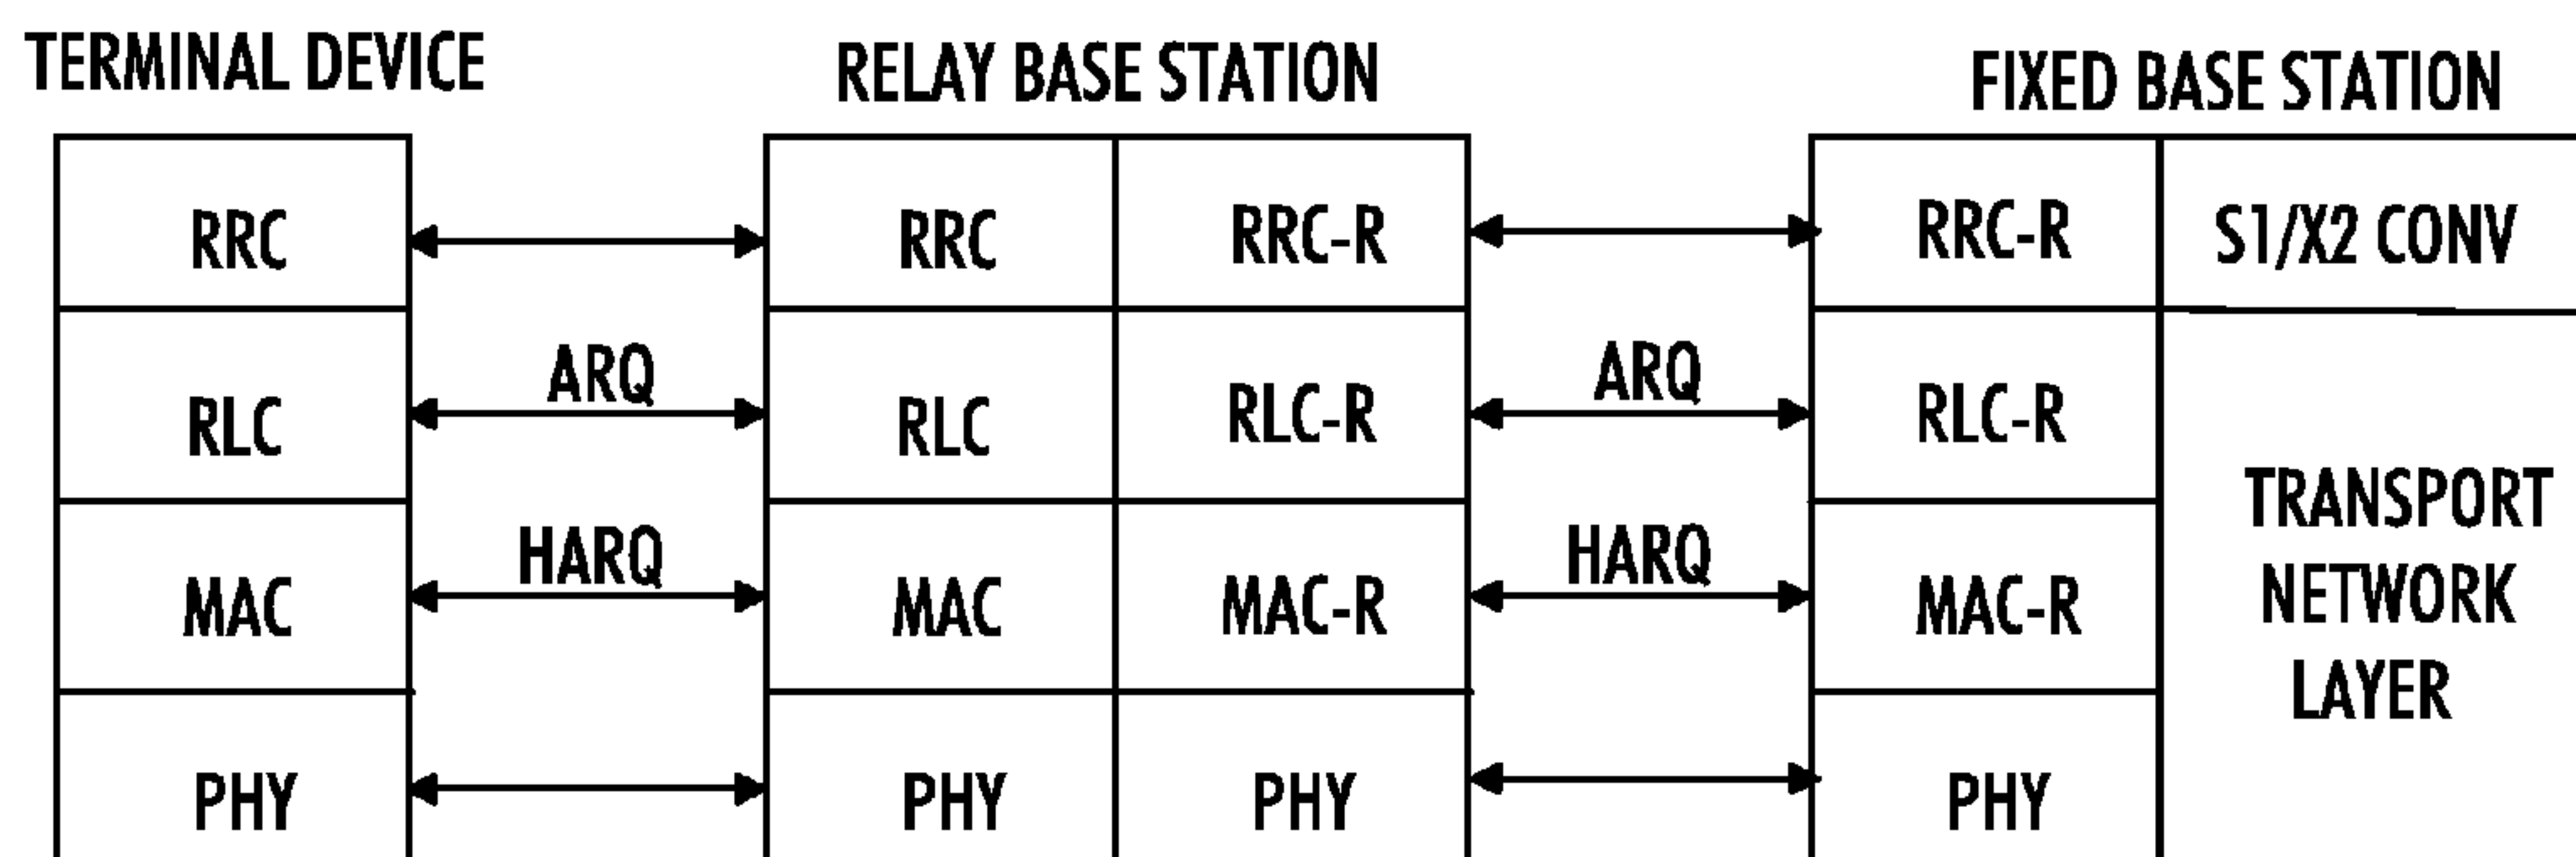 TERMINAL DEVICE
RELAY BASE STATION
FIXED BASE STATION
RRC
RRC
RRC-R
RRC-R
S1/X2 CONV
ARQ
ARQ
RLC
RLC
RLC-R
RLC-R
HARQ
HARQ
MAC
MAC
MAC-R
MAC-R
TRANSPORT
NETWORK
LAYER
PHY
PHY
PHY
PHY